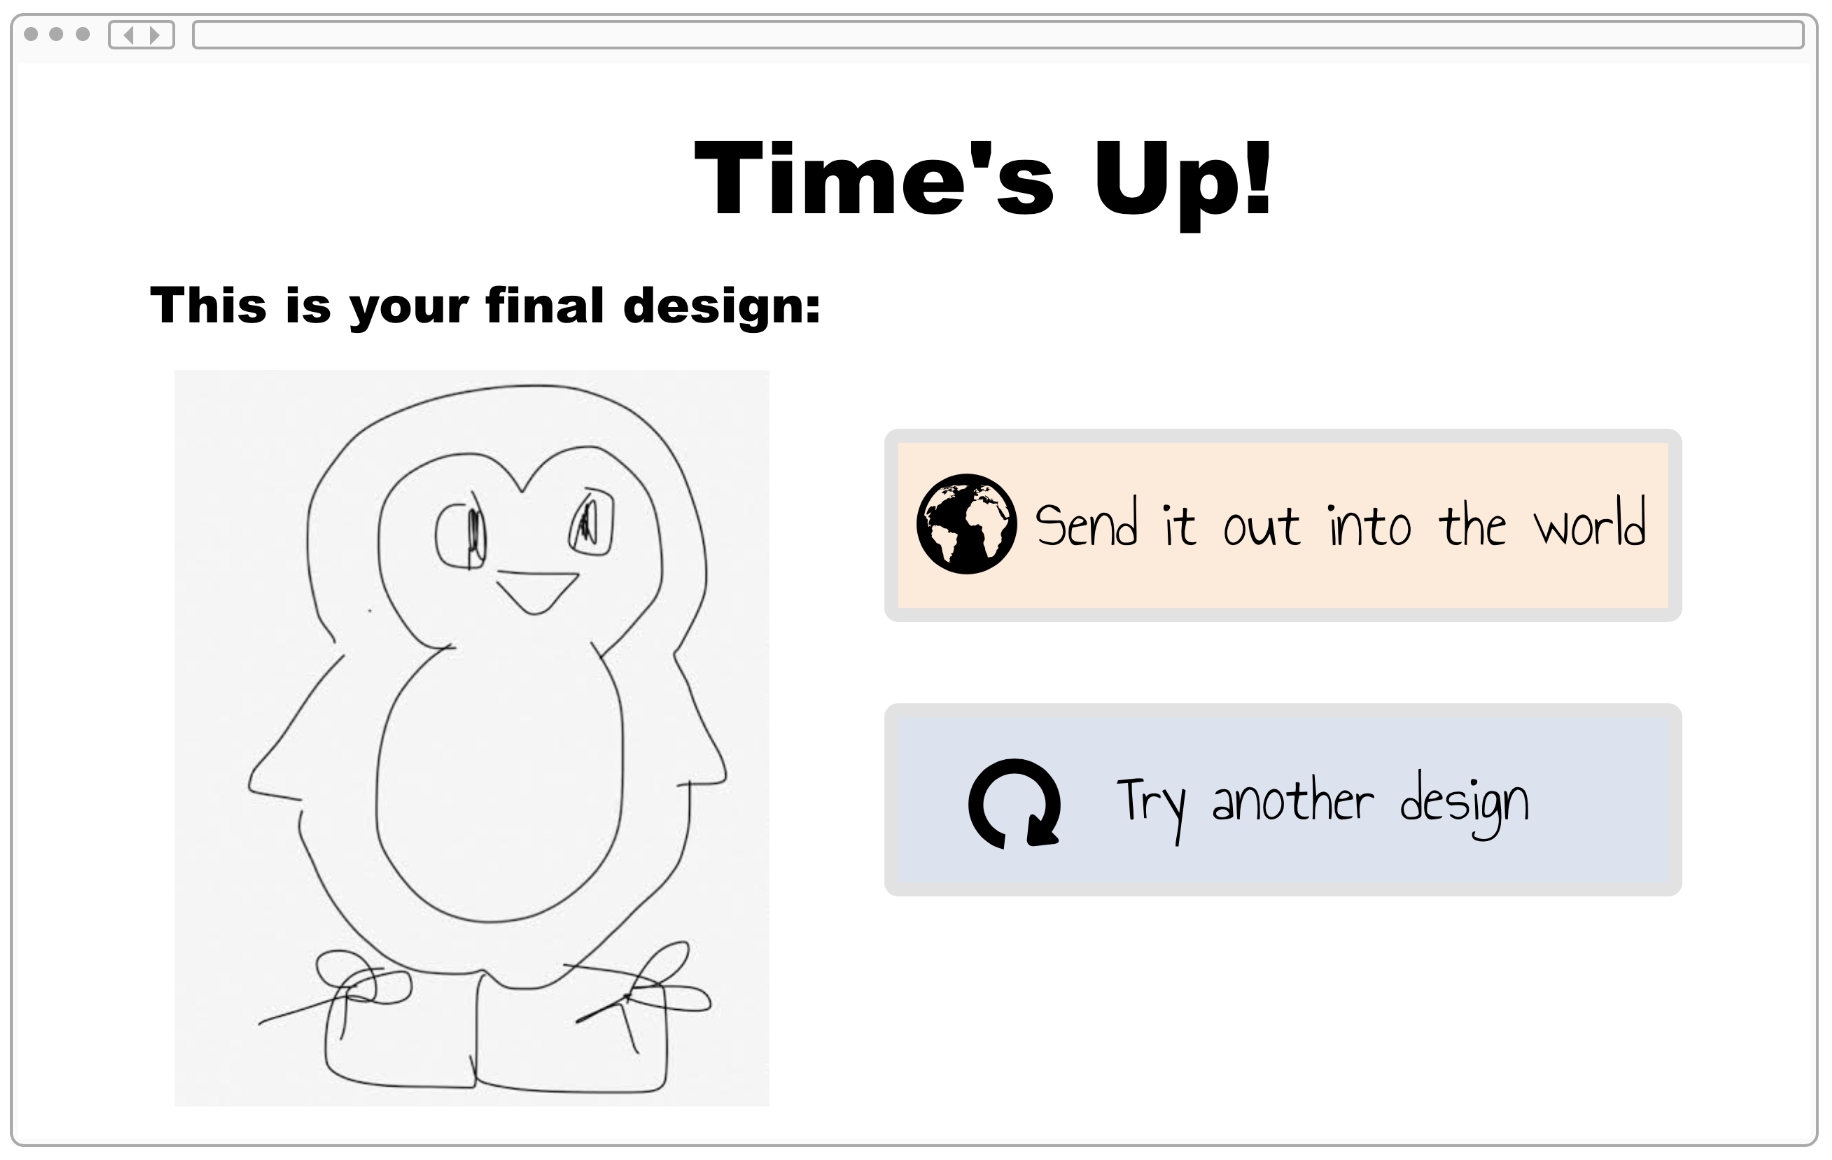 Time's Up!
This is your final design:
Send it out into the world
Try another design